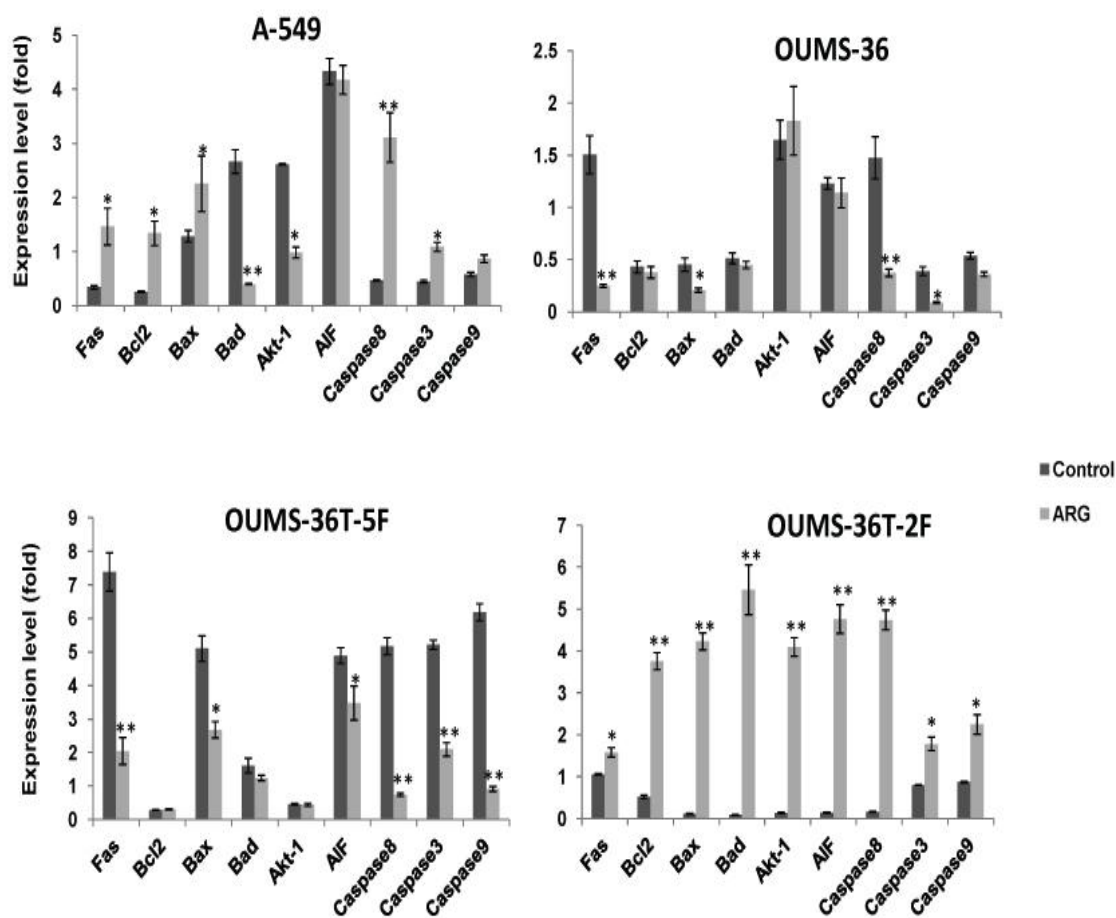 A-549
Expression level (fold)
5
4
3
2
1
0
*
*
*
**
*
**
*
Fas
Bcl2
Bax
Bad
Akt-1
AIF
Caspase8
Caspase3
Caspase9
OUMS-36
2.5
2
1.5
1
0.5
0
**
*
**
*
Fas
Bcl2
Bax
Bad
Akt-1
AIF
Caspase8
Caspase3
Caspase9
Control
ARG
OUMS-36T-5F
Expression level (fold)
9
8
7
6
5
4
3
2
1
0
**
*
*
**
**
**
Fas
Bcl2
Bax
Bad
Akt-1
AIF
Caspase8
Caspase3
Caspase9
OUMS-36T-2F
7
6
5
4
3
2
1
0
*
**
**
**
**
**
**
*
*
Fas
Bcl2
Bax
Bad
Akt-1
AIF
Caspase8
Caspase3
Caspase9